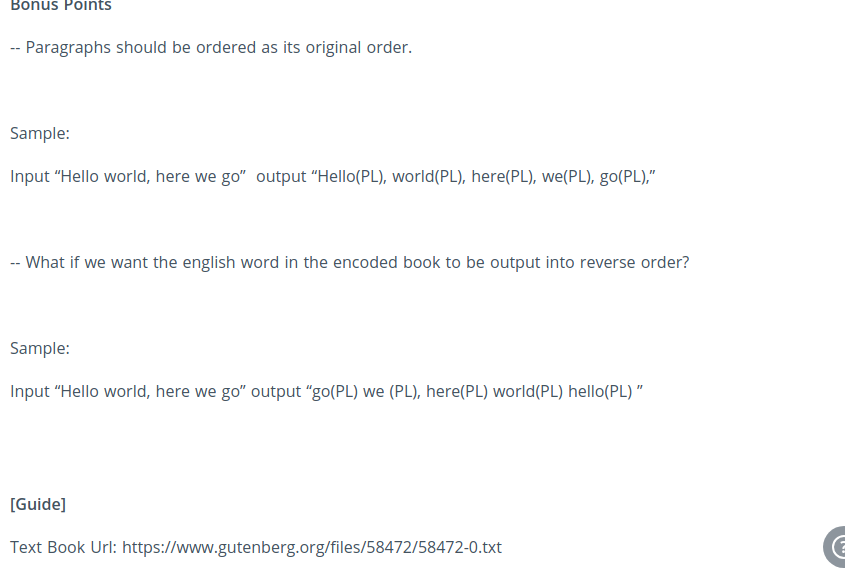 Bonus Points
-- Paragraphs should be ordered as its original order.
Sample:
Input “Hello world, here we go”  output “Hello(PL), world(PL), here(PL), we(PL), go(PL),”
-- What if we want the english word in the encoded book to be output into reverse order?
Sample:
Input “Hello world, here we go” output “go(PL) we (PL), here(PL) world(PL) hello(PL) ”
[Guide]
Text Book Url: https://www.gutenberg.org/files/58472/58472-0.txt